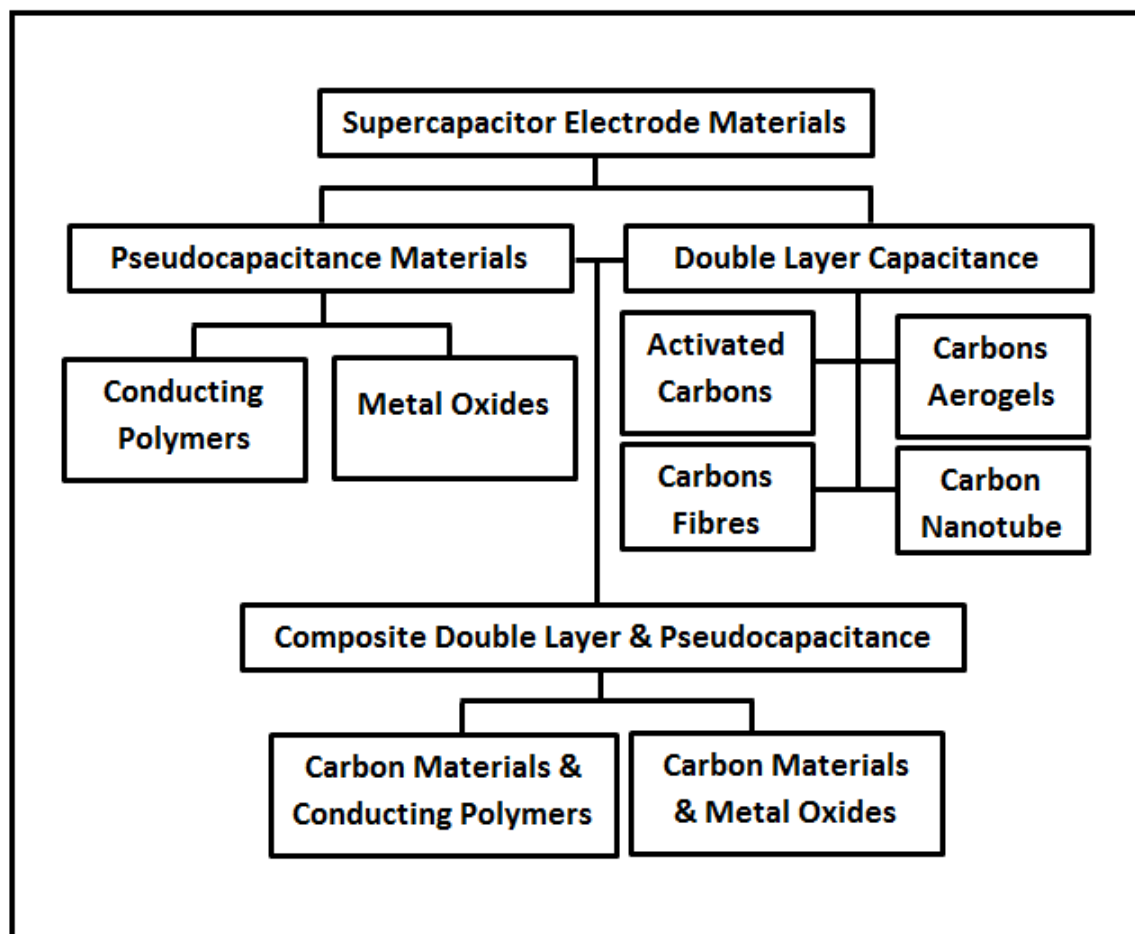 Supercapacitor Electrode Materials
Pseudocapacitance Materials
Double Layer Capacitance
Conducting
Polymers
Metal Oxides
Activated
Carbons
Carbons
Aerogels
Carbons
Fibres
Carbon
Nanotube
Composite Double Layer & Pseudocapacitance
Carbon Materials &
Conducting Polymers
Carbon Materials
& Metal Oxides